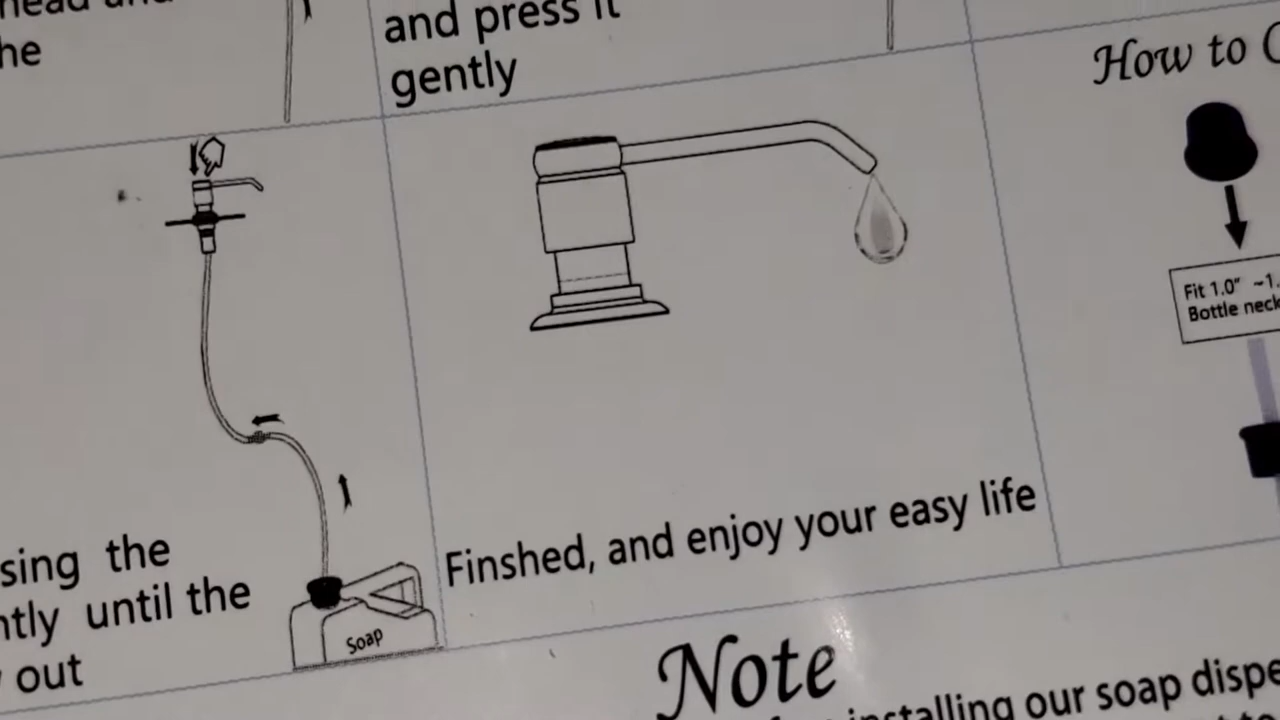 and press it
he
gently
How to
Fit 1.0" ~1.
Bottle neck
sing the
ntly until the
out
Soap
Finshed, and enjoy your easy life
Note
installing our soap dispe